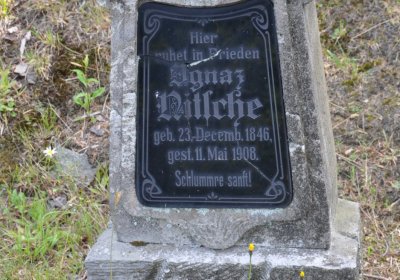 Hier
ruhet in Frieden
Ignaz
Nitsche
geb. 23. Decemb. 1846,
gest. 11. Mai 1908.
Schlummre sanft!